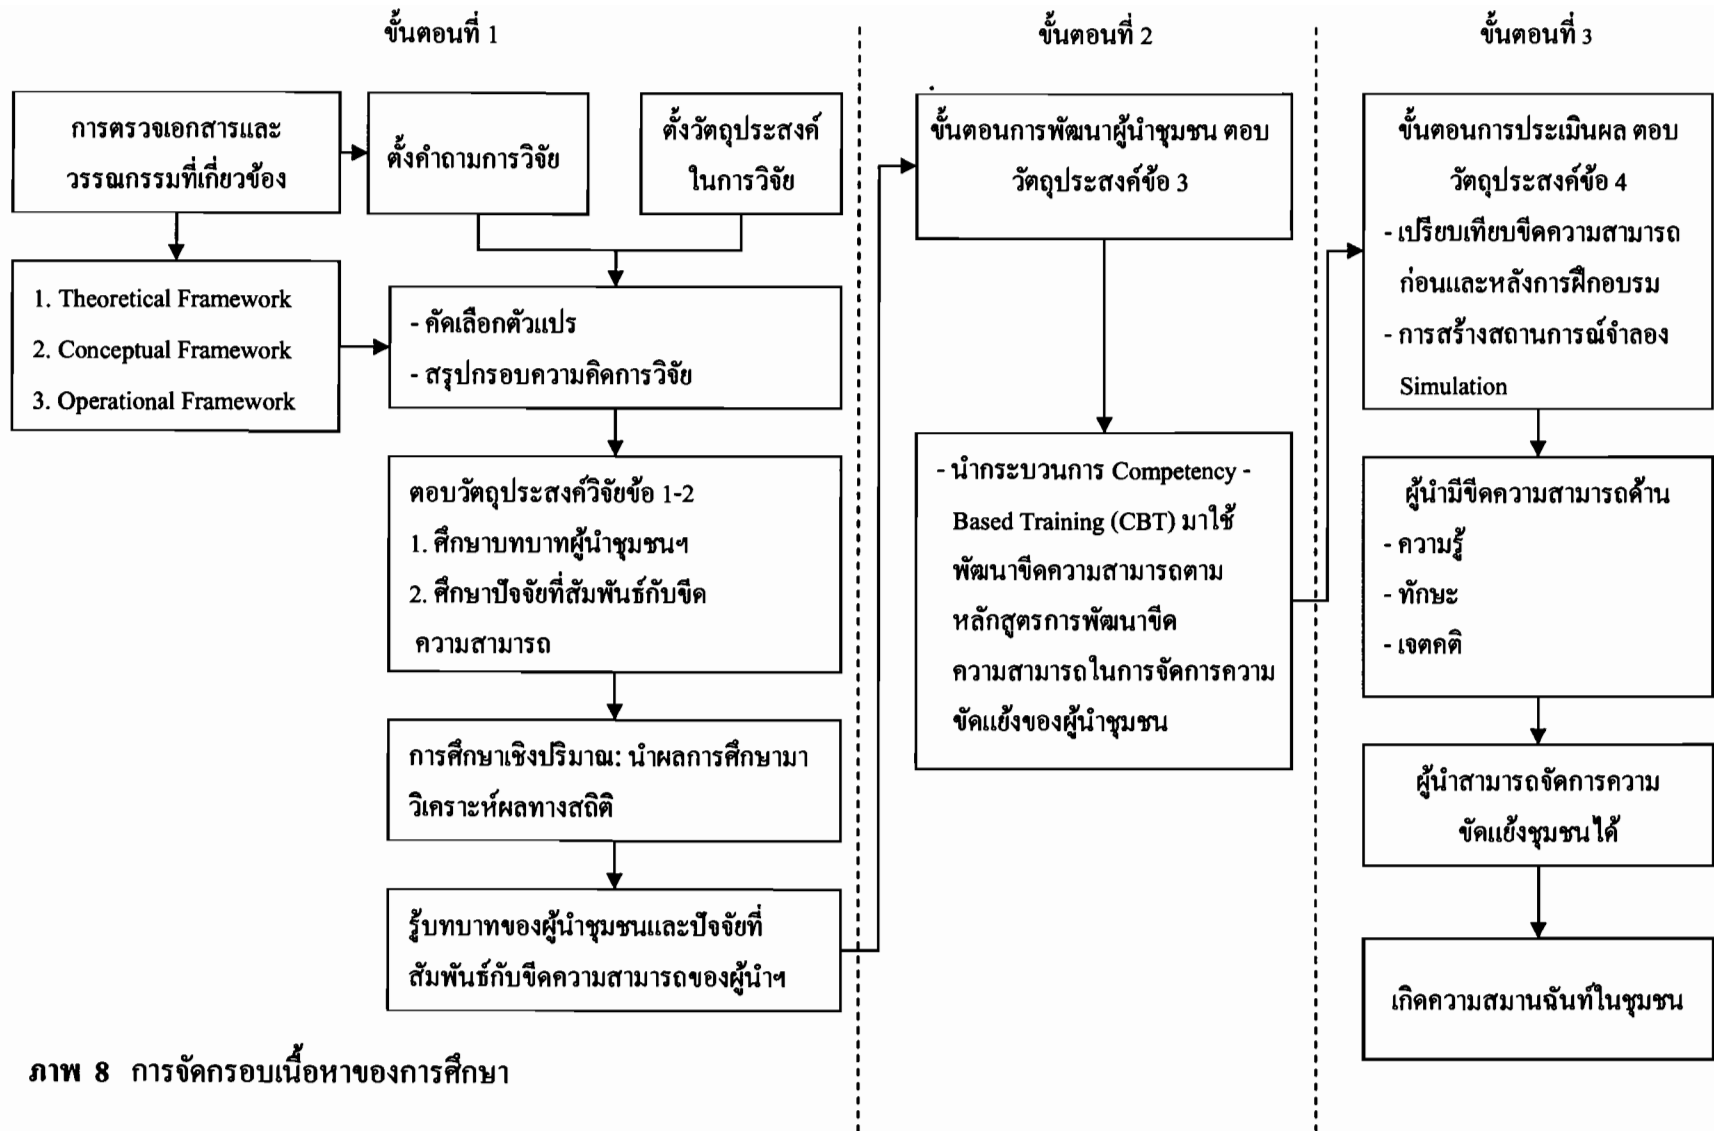 ขั้นตอนที่ 1
การตรวจเอกสารและ
วรรณกรรมที่เกี่ยวข้อง
ตั้งคำถามการวิจัย
ตั้งวัตถุประสงค์
ในการวิจัย
1. Theoretical Framework
2. Conceptual Framework
3. Operational Framework
- คัดเลือกตัวแปร
- สรุปกรอบความคิดการวิจัย
ตอบวัตถุประสงค์วิจัยข้อ 1-2
1. ศึกษาบทบาทผู้นำชุมชนฯ
2. ศึกษาปัจจัยที่สัมพันธ์กับขีด
ความสามารถ
การศึกษาเชิงปริมาณ: นำผลการศึกษามา
วิเคราะห์ผลทางสถิติ
รู้บทบาทของผู้นำชุมชนและปัจจัยที่
สัมพันธ์กับขีดความสามารถของผู้นำฯ
ขั้นตอนที่ 2
ขั้นตอนการพัฒนาผู้นำชุมชน ตอบ
วัตถุประสงค์ข้อ 3
- นำกระบวนการ Competency -
Based Training (CBT) มาใช้
พัฒนาขีดความสามารถตาม
หลักสูตรการพัฒนาขีด
ความสามารถในการจัดการความ
ขัดแย้งของผู้นำชุมชน
ขั้นตอนที่ 3
ขั้นตอนการประเมินผล ตอบ
วัตถุประสงค์ข้อ 4
- เปรียบเทียบขีดความสามารถ
ก่อนและหลังการฝึกอบรม
- การสร้างสถานการณ์จำลอง
Simulation
ผู้นำมีขีดความสามารถด้าน
- ความรู้
- ทักษะ
- เจตคติ
ผู้นำสามารถจัดการความ
ขัดแย้งชุมชนได้
เกิดความสมานฉันท์ในชุมชน
ภาพ 8 การจัดกรอบเนื้อหาของการศึกษา